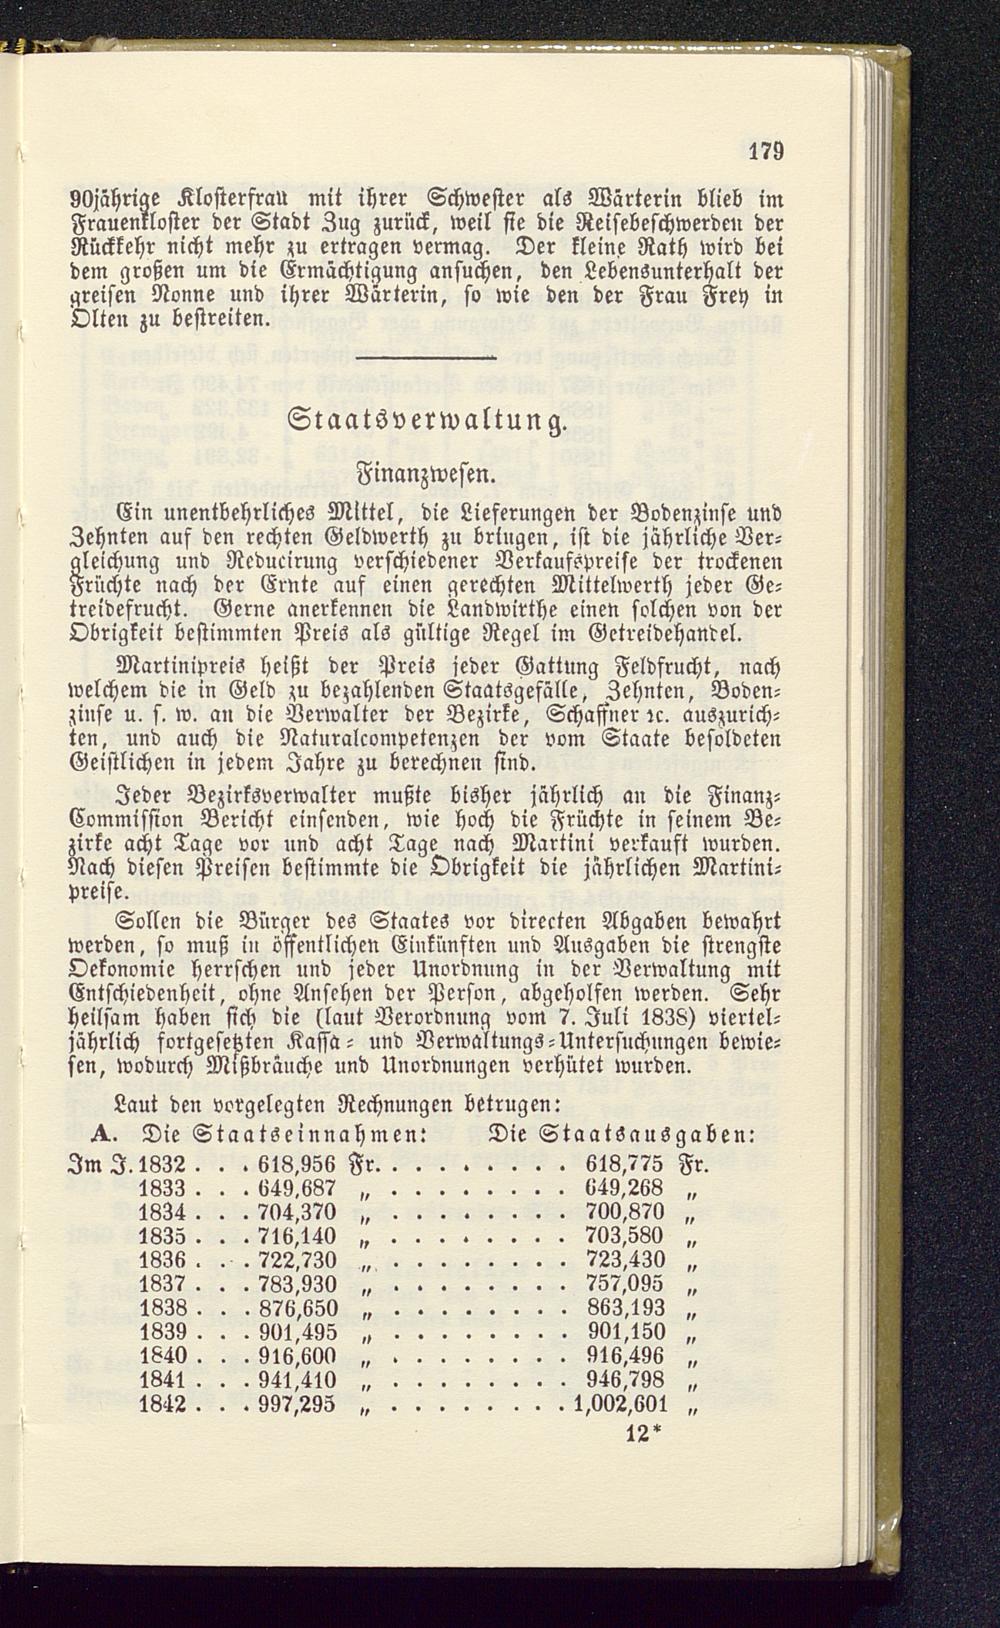 179
90jährige Klosterfrau mit ihrer Schwester als Wärterin blieb im
Frauenkloster der Stadt Zug zurück, weil sie die Reisebeschwerden der
Rückkehr nicht mehr zu ertragen vermag. Der kleine Rath wird bei
dem großen um die Ermächtigung ansuchen, den Lebensunterhalt der
greisen Nonne und ihrer Wärterin, so wie den der Frau Frey in
Olten zu bestreiten.
Staatsverwaltung.
Finanzwesen.
Ein unentbehrliches Mittel, die Lieferungen der Bodenzinse und
Zehnten auf den rechten Geldwerth zu bringen, ist die jährliche Ver-
gleichung und Reducirung verschiedener Verkaufspreise der trockenen
Früchte nach der Ernte auf einen gerechten Mittelwerth jeder Ge-
treidefrucht. Gerne anerkennen die Landwirthe einen solchen von der
Obrigkeit bestimmten Preis als gültige Regel im Getreidehandel.
Martinipreis heißt der Preis jeder Gattung Feldfrucht, nach
welchem die in Geld zu bezahlenden Staatsgefälle, Zehnten, Boden-
zinse u. s. w. an die Verwalter der Bezirke, Schaffner ꝛc. auszurich-
ten, und auch die Naturalcompetenzen der vom Staate besoldeten
Geistlichen in jedem Jahre zu berechnen sind.
Jeder Bezirksverwalter mußte bisher jährlich an die Finanz-
Commission Bericht einsenden, wie hoch die Früchte in seinem Be-
zirke acht Tage vor und acht Tage nach Martini verkauft wurden.
Nach diesen Preisen bestimmte die Obrigkeit die jährlichen Martini-
preise.
Sollen die Bürger des Staates vor directen Abgaben bewahrt
werden, so muß in öffentlichen Einkünften und Ausgaben die strengste
Oekonomie herrschen und jeder Unordnung in der Verwaltung mit
Entschiedenheit, ohne Ansehen der Person, abgeholfen werden. Sehr
heilsam haben sich die (laut Verordnung vom 7. Juli 1838) viertel-
jährlich fortgesetzten Kassa- und Verwaltungs-Untersuchungen bewie-
sen, wodurch Mißbräuche und Unordnungen verhütet wurden.
Laut den vorgelegten Rechnungen betrugen:
A. Die Staatseinnahmen: Die Staatsausgaben:
Im J. 1832 . . . 618,956 Fr. . . . . . . . . 618,775 Fr.
1833 . . . 649,687 „ . . . . . . . . 649,268 „
1834 . . . 704,370 „ . . . . . . . . 700,870 „
1835 . . . 716,140 „ . . . . . . . . 703,580 „
1836 . . . 722,730 „ . . . . . . . . 723,430 „
1837 . . . 783,930 „ . . . . . . . . 757,095 „
1838 . . . 876,650 „ . . . . . . . . 863,193 „
1839 . . . 901,495 „ . . . . . . . . 901,150 „
1840 . . . 916,600 „ . . . . . . . . 916,496 „
1841 . . . 941,410 „ . . . . . . . . 946,798 „
1842 . . . 997,295 „ . . . . . . . . 1,002,601 „
12*